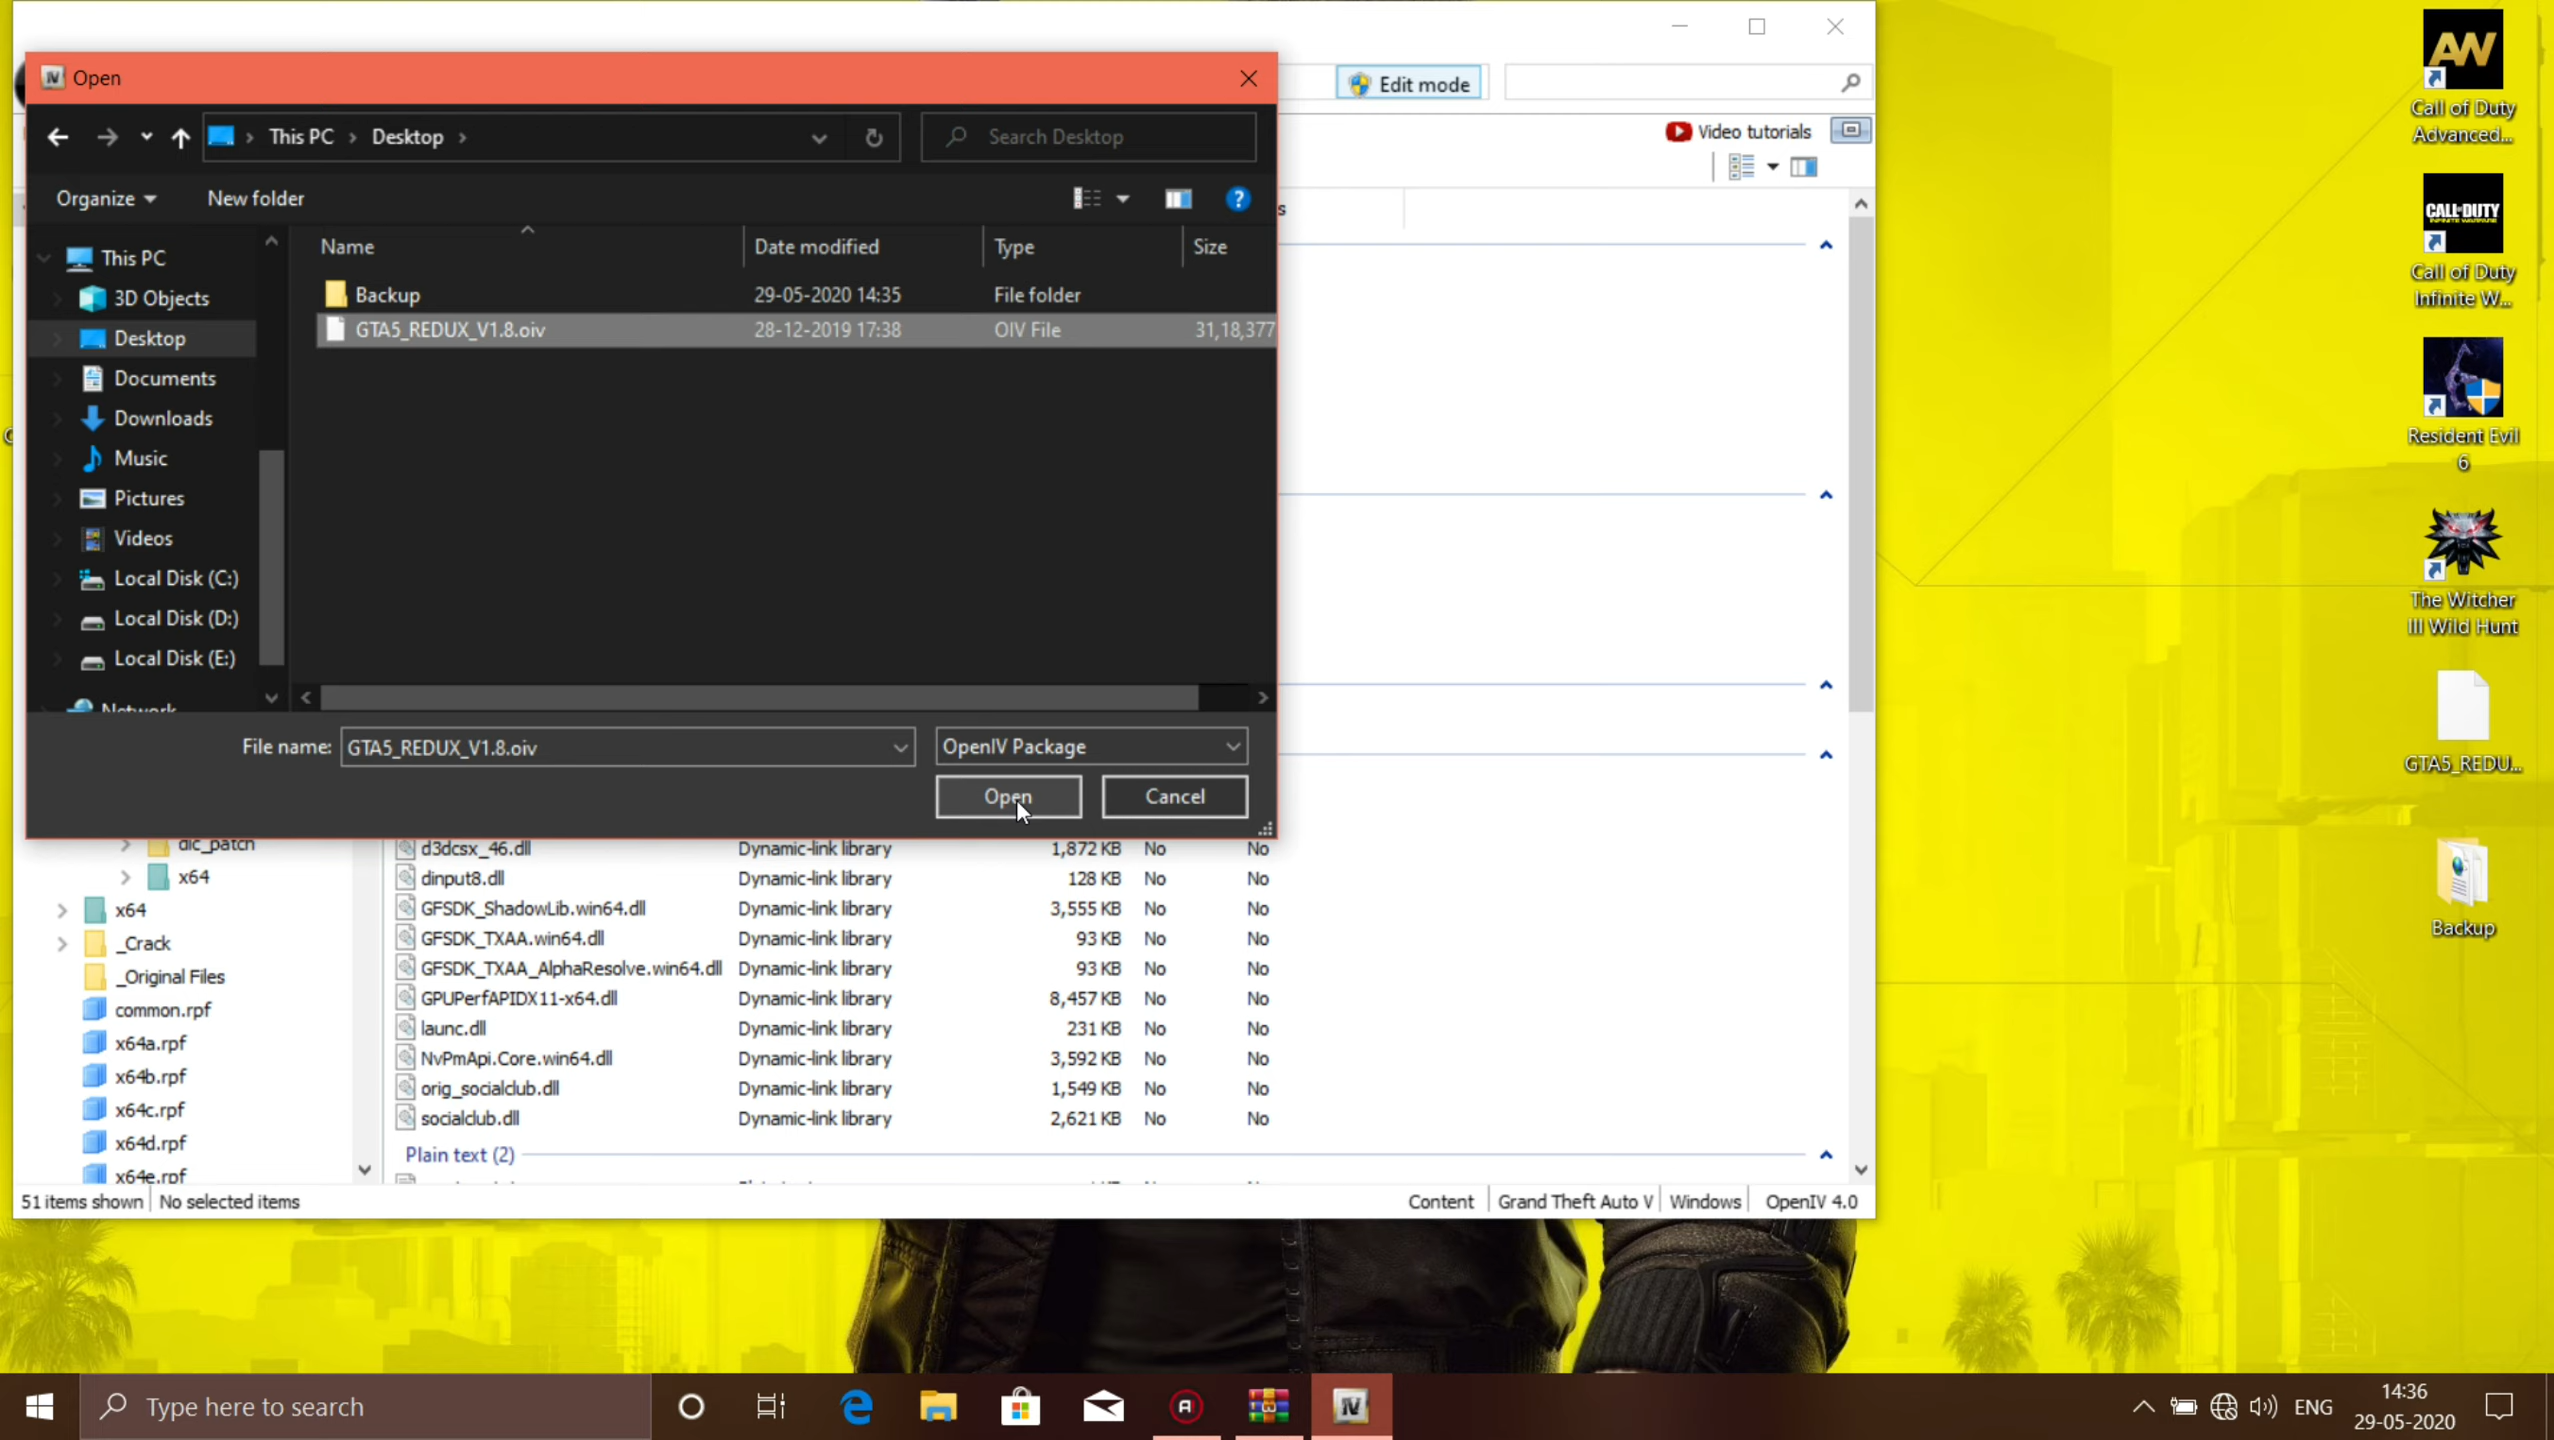 Open
Edit mode
This PC > Desktop >
Search Desktop
Video tutorials
Organize
New folder
Name
Date modified
Type
Size
s
Backup
29-05-2020 14:35
File folder
GTA5_REDUX_V1.8.oiv
28-12-2019 17:38
OIV File
31,18,377
This PC
3D Objects
Desktop
Documents
Downloads
Music
Pictures
Videos
Local Disk (C:)
Local Disk (D:)
Local Disk (E:)
Network
File name:
GTA5_REDUX_V1.8.oiv
OpenIV Package
Open
Cancel
dlc_patch
x64
x64
_Crack
_Original Files
common.rpf
x64a.rpf
x64b.rpf
x64c.rpf
x64d.rpf
x64e.rpf
d3dcsx_46.dll Dynamic-link library 1,872 KB No No
dinput8.dll Dynamic-link library 128 KB No No
GFSDK_ShadowLib.win64.dll Dynamic-link library 3,555 KB No No
GFSDK_TXAA.win64.dll Dynamic-link library 93 KB No No
GFSDK_TXAA_AlphaResolve.win64.dll Dynamic-link library 93 KB No No
GPUPerfAPIDX11-x64.dll Dynamic-link library 8,457 KB No No
launc.dll Dynamic-link library 231 KB No No
NvPmApi.Core.win64.dll Dynamic-link library 3,592 KB No No
orig_socialclub.dll Dynamic-link library 1,549 KB No No
socialclub.dll Dynamic-link library 2,621 KB No No
Plain text (2)
51 items shown
No selected items
Content
Grand Theft Auto V
Windows
OpenIV 4.0
AW
Call of Duty
Advanced...
CALL OF DUTY
INFINITE WARFARE
Call of Duty
Infinite W...
Resident Evil
6
The Witcher
III Wild Hunt
GTA5_REDU...
Backup
Type here to search
ENG
14:36
29-05-2020